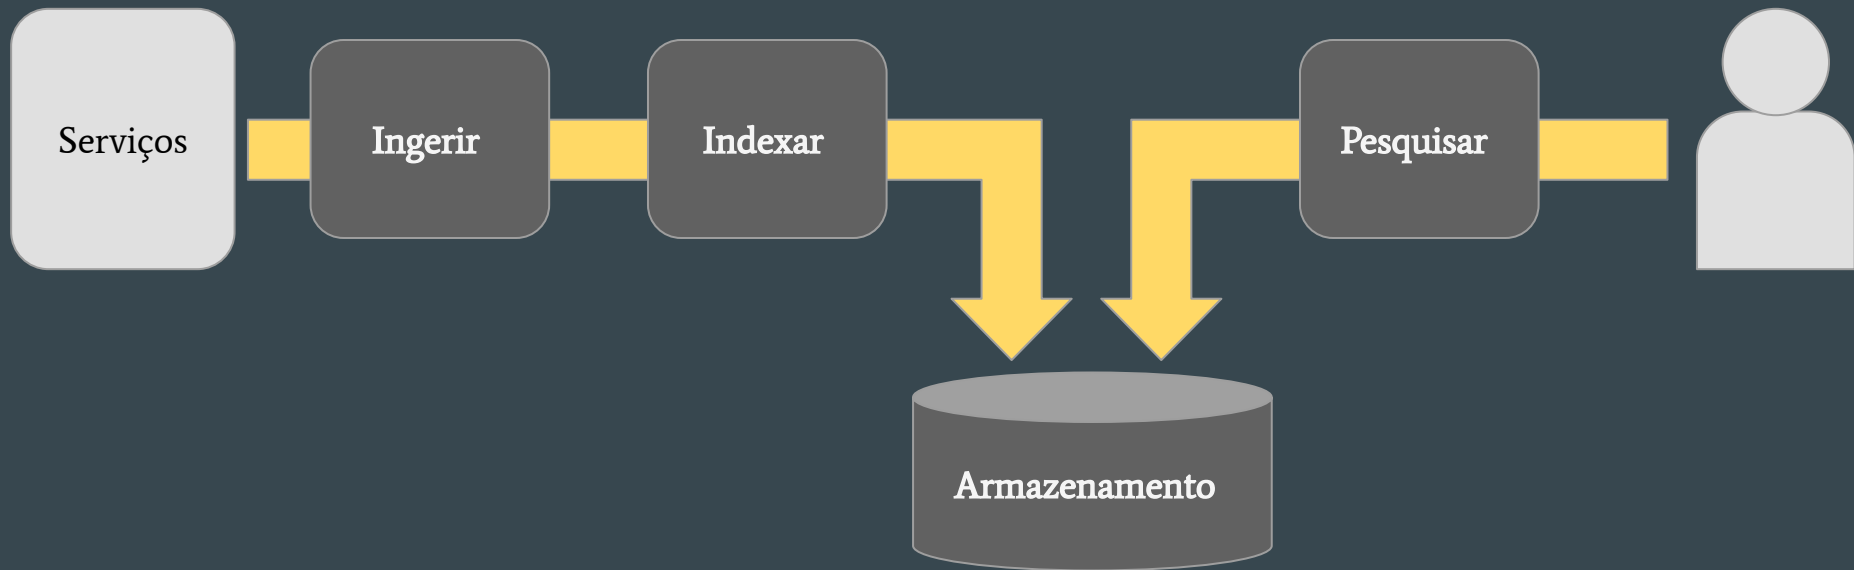 Serviços
Ingerir
Indexar
Pesquisar
Armazenamento